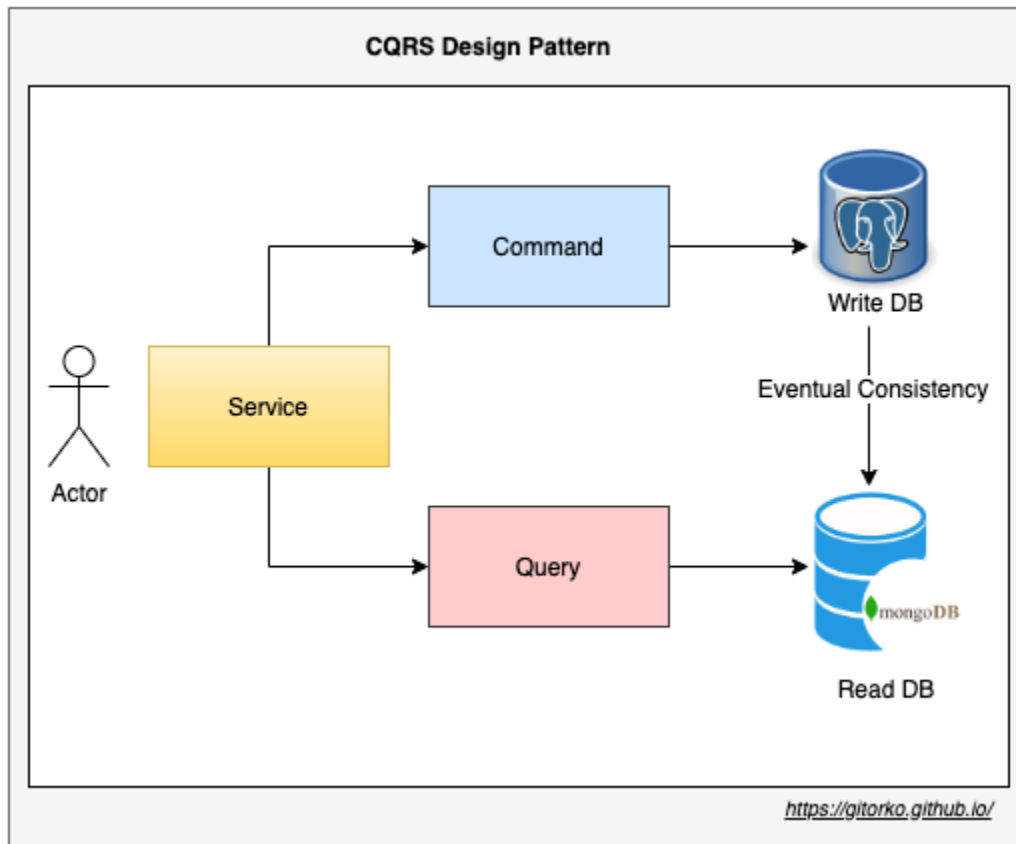 CQRS Design Pattern
Command
Write DB
Service
Eventual Consistency
Actor
Query
mongoDB
Read DB
https://gitorko.github.io/